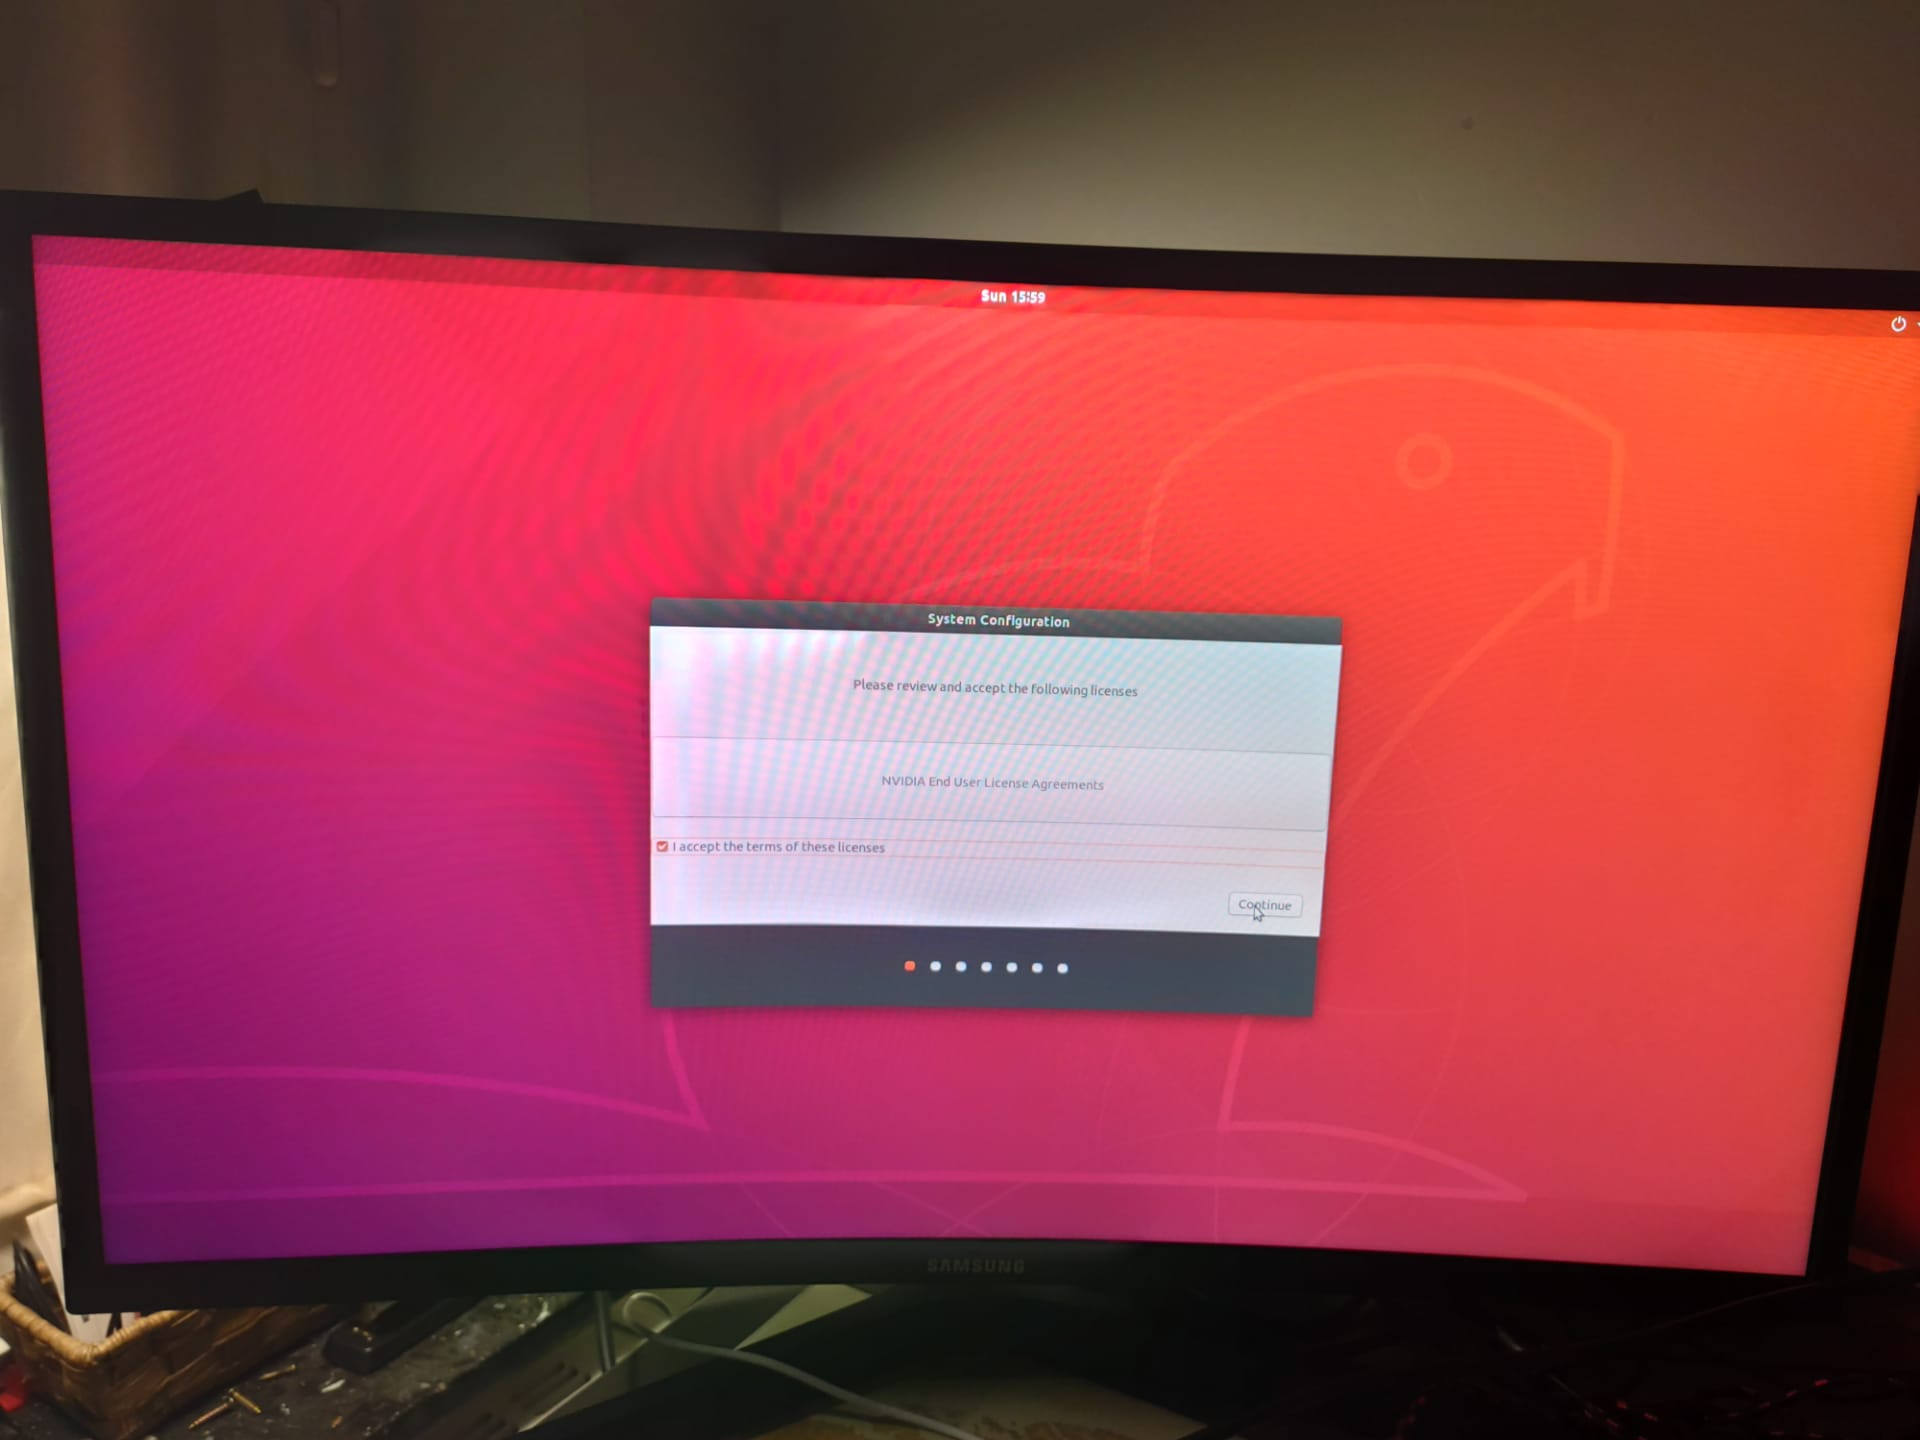 Sun 15:59
System Configuration
Please review and accept the following licenses
NVIDIA End User License Agreements
I accept the terms of these licenses
Continue
SAMSUNG